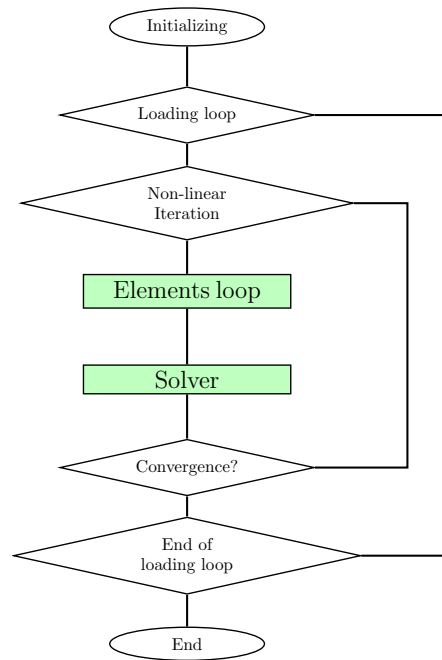 Initializing
Loading loop
Non-linear
Iteration
Elements loop
Solver
Convergence?
End of
loading loop
End